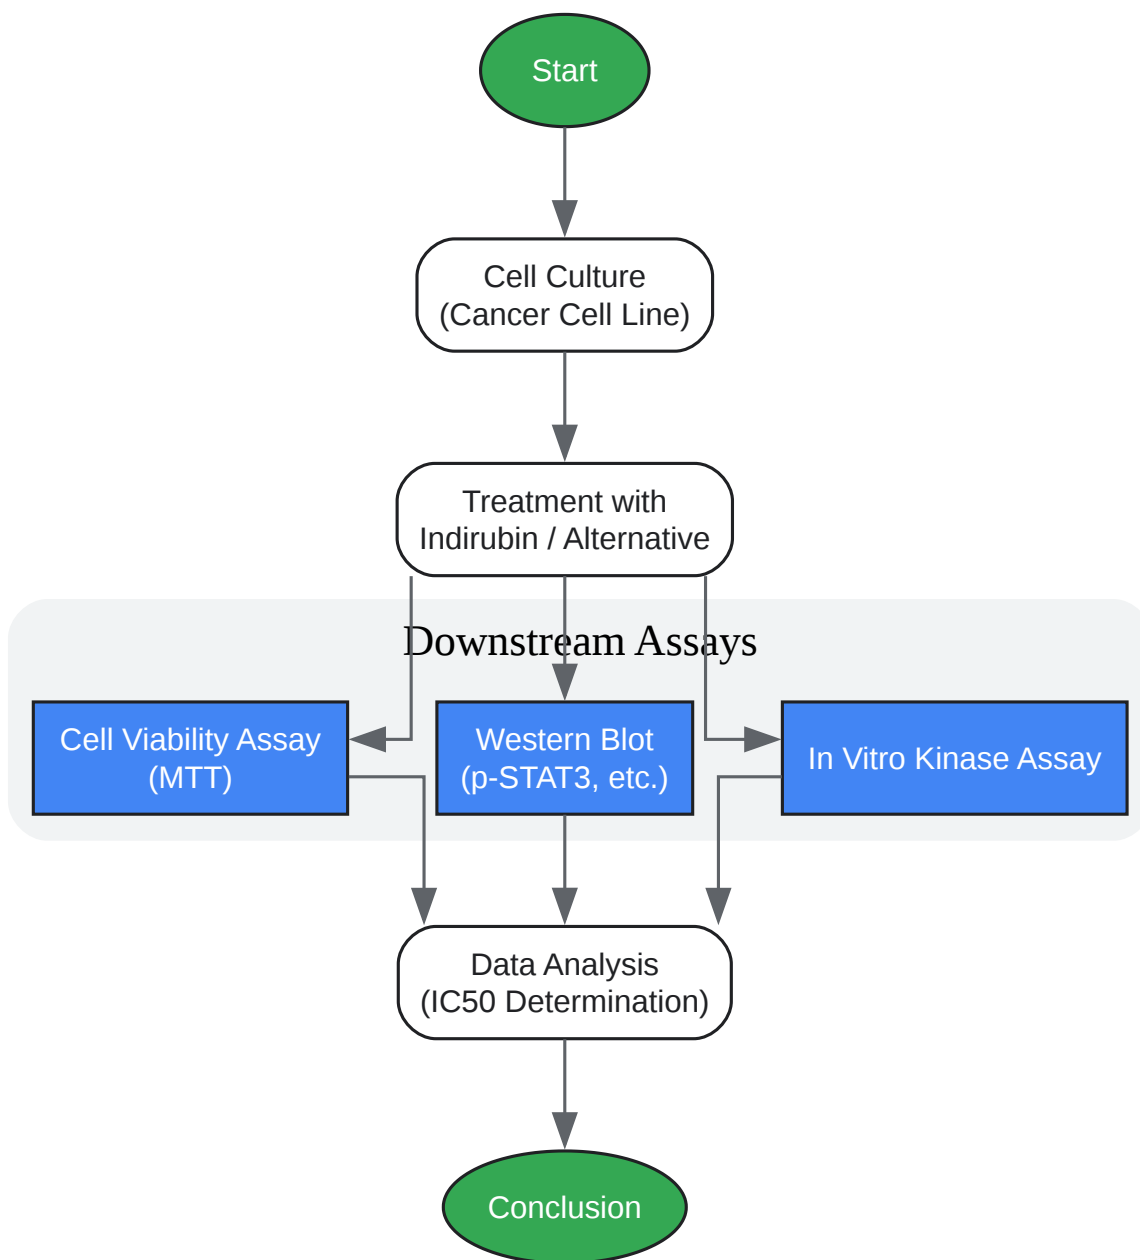 Start
Cell Culture
(Cancer Cell Line)
Treatment with
Indirubin / Alternative
Downstream Assays
Cell Viability Assay
(MTT)
Western Blot
(p-STAT3, etc.)
In Vitro Kinase Assay
Data Analysis
(IC50 Determination)
Conclusion